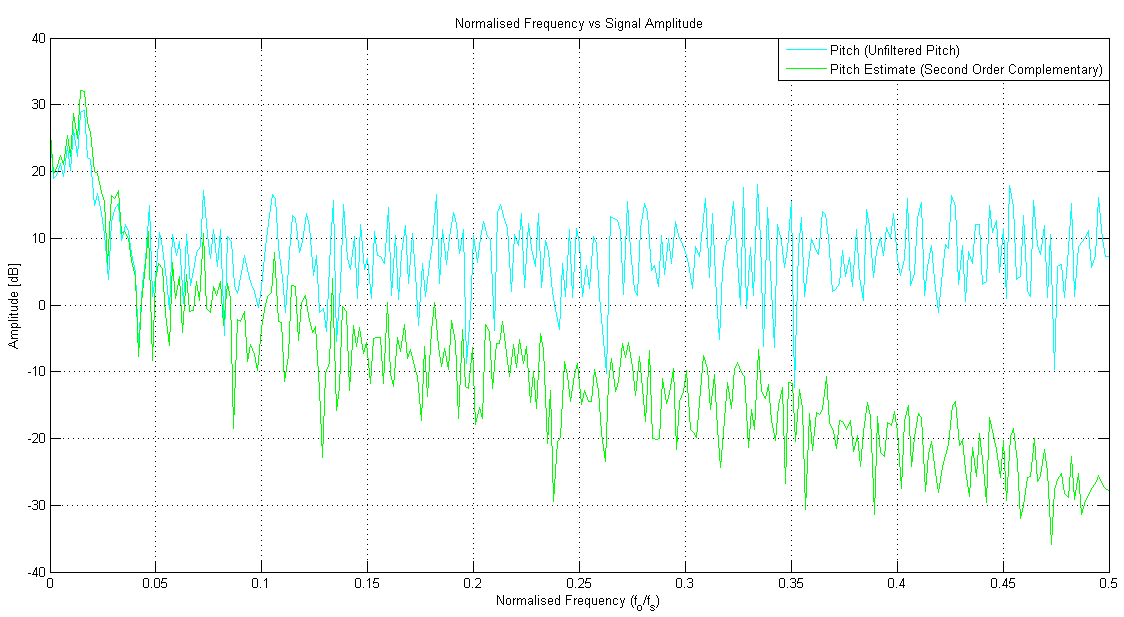 Normalised Frequency vs Signal Amplitude
Pitch (Unfiltered Pitch)
Pitch Estimate (Second Order Complementary)
Amplitude [dB]
40
30
20
10
0
-10
-20
-30
-40
0 0.05 0.1 0.15 0.2 0.25 0.3 0.35 0.4 0.45 0.5
Normalised Frequency (fo/fs)